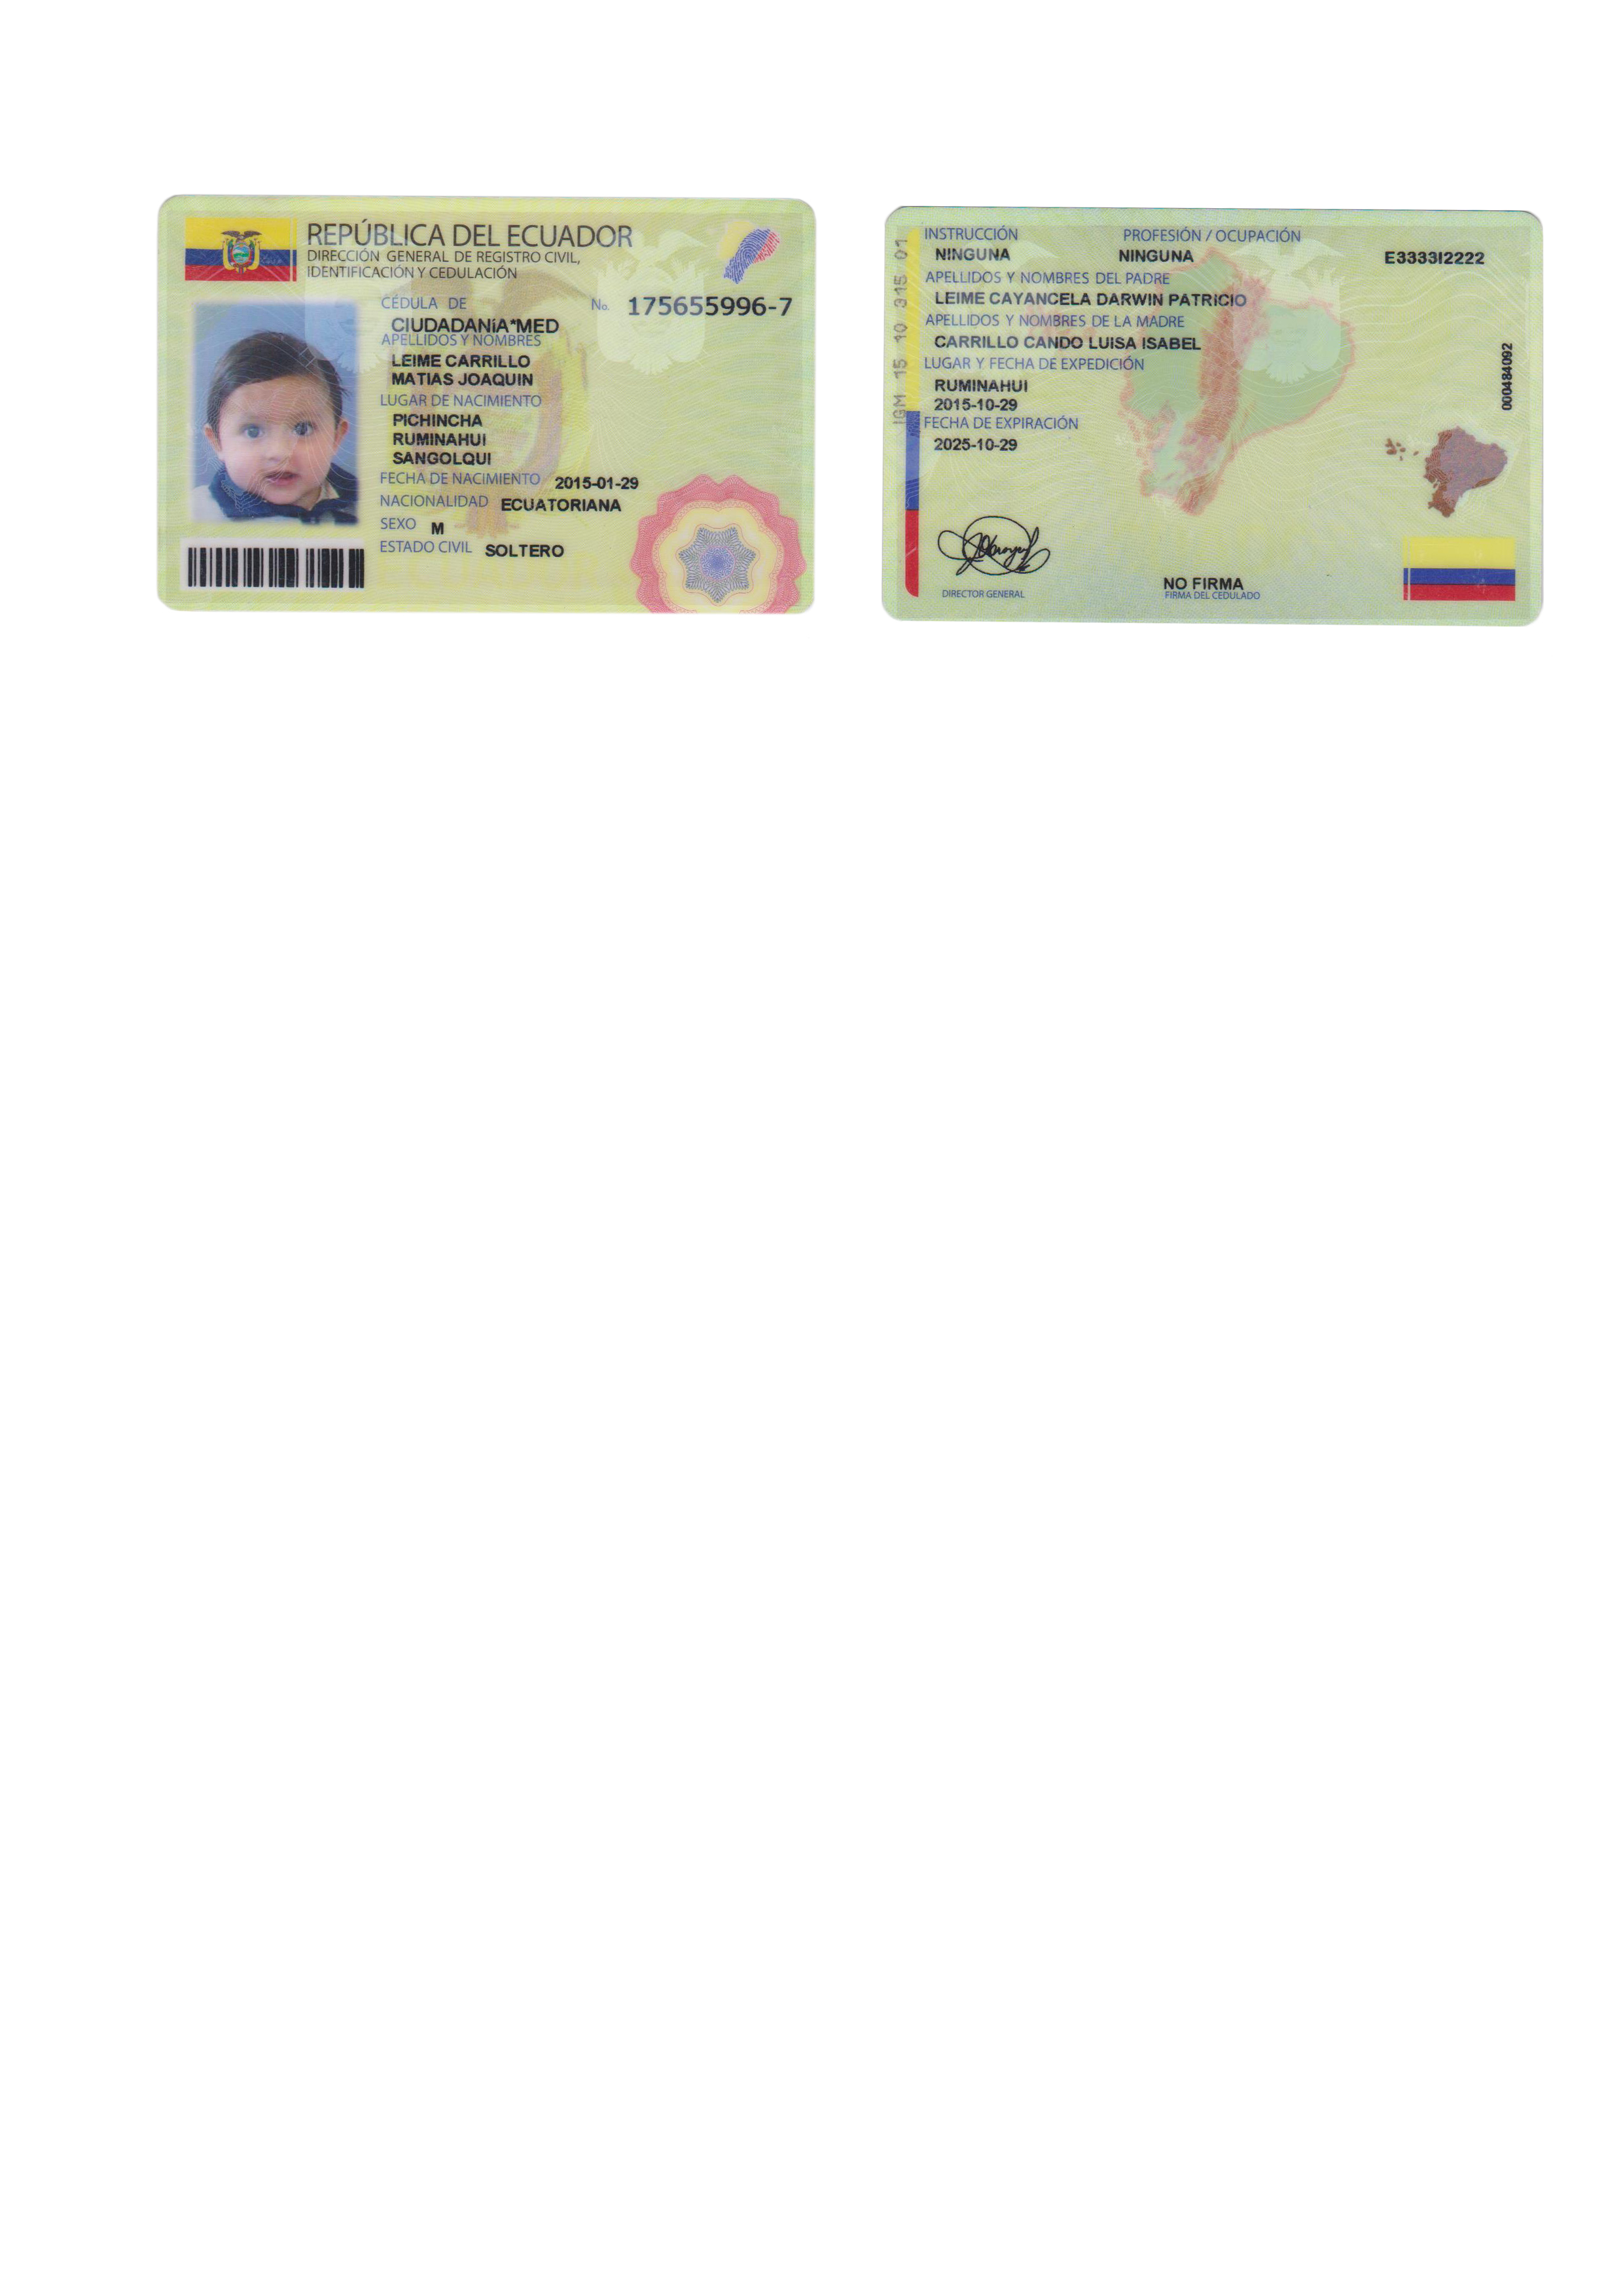 REPÚBLICA DEL ECUADOR
DIRECCIÓN GENERAL DE REGISTRO CIVIL,
IDENTIFICACIÓN Y CEDULACIÓN
CÉDULA DE No. 175655996-7
CIUDADANíA*MED
APELLIDOS Y NOMBRES
LEIME CARRILLO
MATIAS JOAQUIN
LUGAR DE NACIMIENTO
PICHINCHA
RUMINAHUI
SANGOLQUI
FECHA DE NACIMIENTO 2015-01-29
NACIONALIDAD ECUATORIANA
SEXO M
ESTADO CIVIL SOLTERO
INSTRUCCIÓN PROFESIÓN / OCUPACIÓN
NINGUNA NINGUNA E3333I2222
APELLIDOS Y NOMBRES DEL PADRE
LEIME CAYANCELA DARWIN PATRICIO
APELLIDOS Y NOMBRES DE LA MADRE
CARRILLO CANDO LUISA ISABEL
LUGAR Y FECHA DE EXPEDICIÓN
RUMINAHUI
2015-10-29
FECHA DE EXPIRACIÓN
2025-10-29
DIRECTOR GENERAL
NO FIRMA
FIRMA DEL CEDULADO
IGM 15 10 315 01
000484092